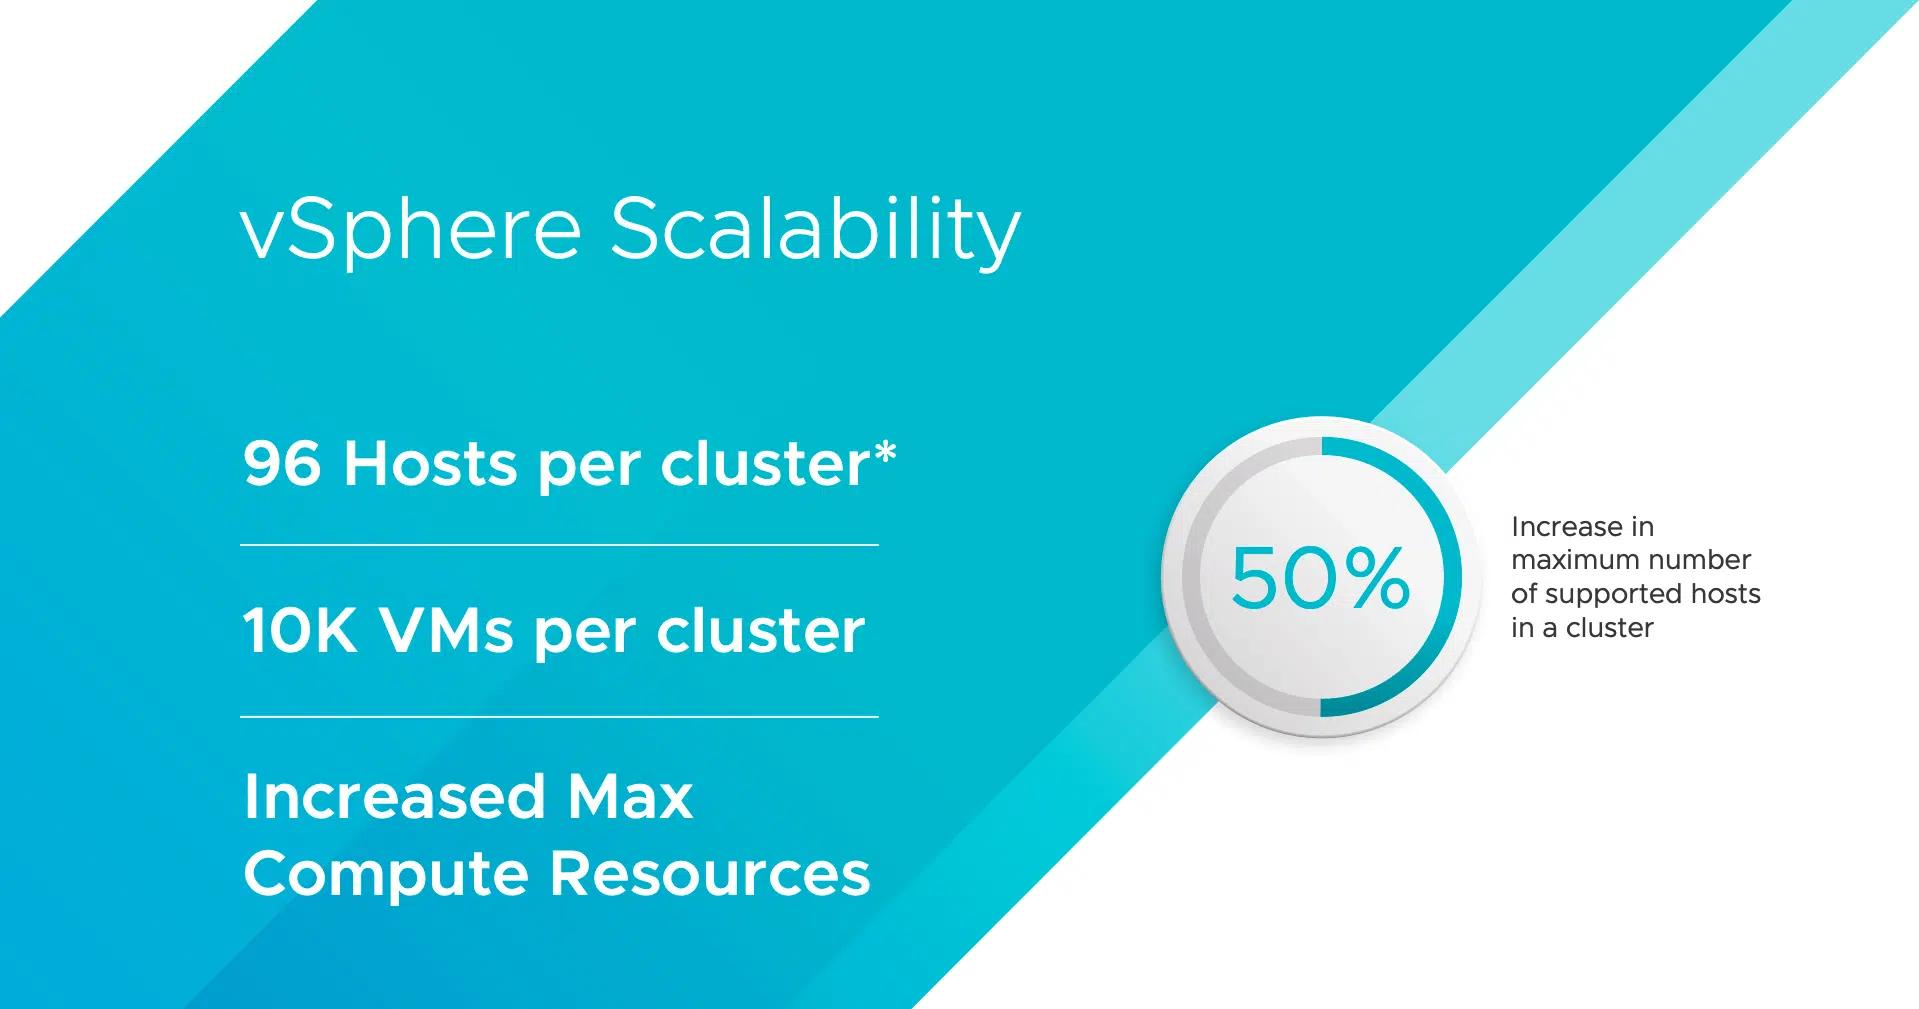 vSphere Scalability
96 Hosts per cluster*
10K VMs per cluster
Increased Max
Compute Resources
50%
Increase in
maximum number
of supported hosts
in a cluster